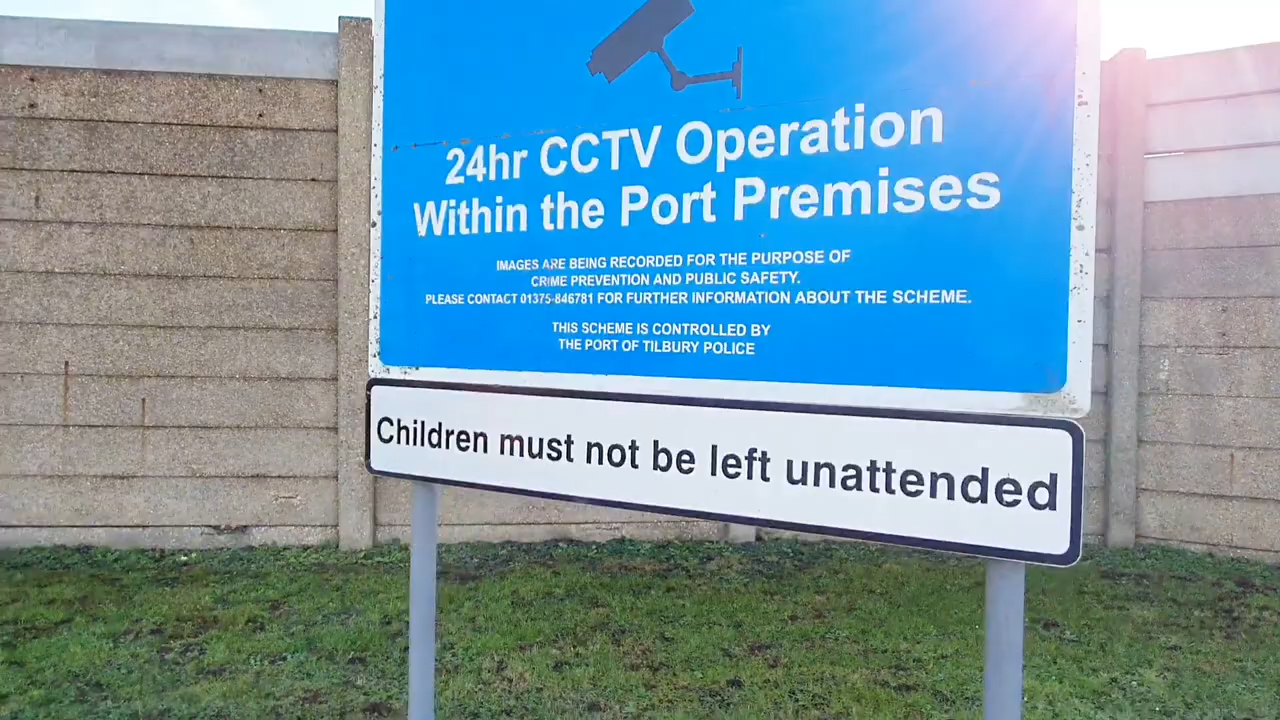 24hr CCTV Operation
Within the Port Premises
IMAGES ARE BEING RECORDED FOR THE PURPOSE OF
CRIME PREVENTION AND PUBLIC SAFETY.
PLEASE CONTACT 01375-846781 FOR FURTHER INFORMATION ABOUT THE SCHEME.
THIS SCHEME IS CONTROLLED BY
THE PORT OF TILBURY POLICE
Children must not be left unattended